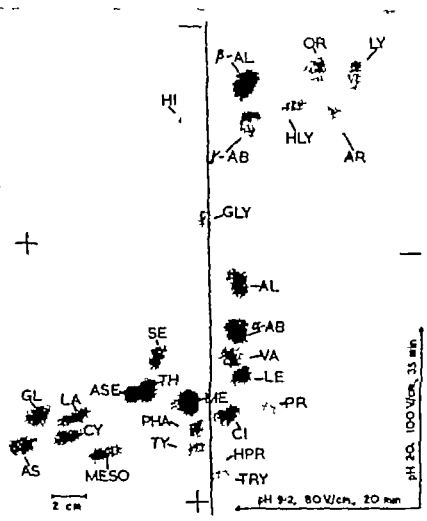 OR LY
β-AL
HI
HLY
γ-AB AR
GLY
+ −
AL
SE α-AB
VA
TH LE
GL LA ASE ME PR
PHA CI
CY
TY HPR
AS MESO TRY
2 cm + pH 9·2, 80 V/cm, 20 min
pH 2·0, 100 V/cm, 35 min